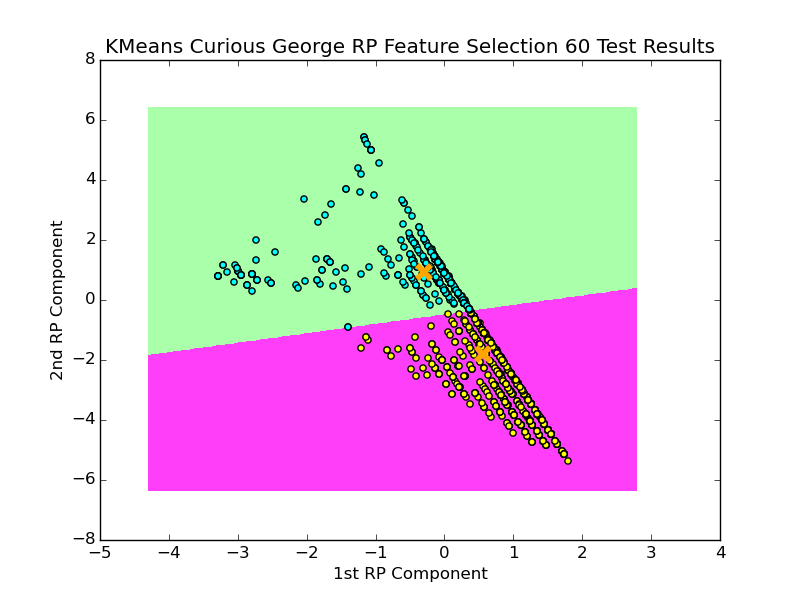 KMeans Curious George RP Feature Selection 60 Test Results
8
6
4
2
0
−2
−4
−6
−8
2nd RP Component
−5 −4 −3 −2 −1 0 1 2 3 4
1st RP Component